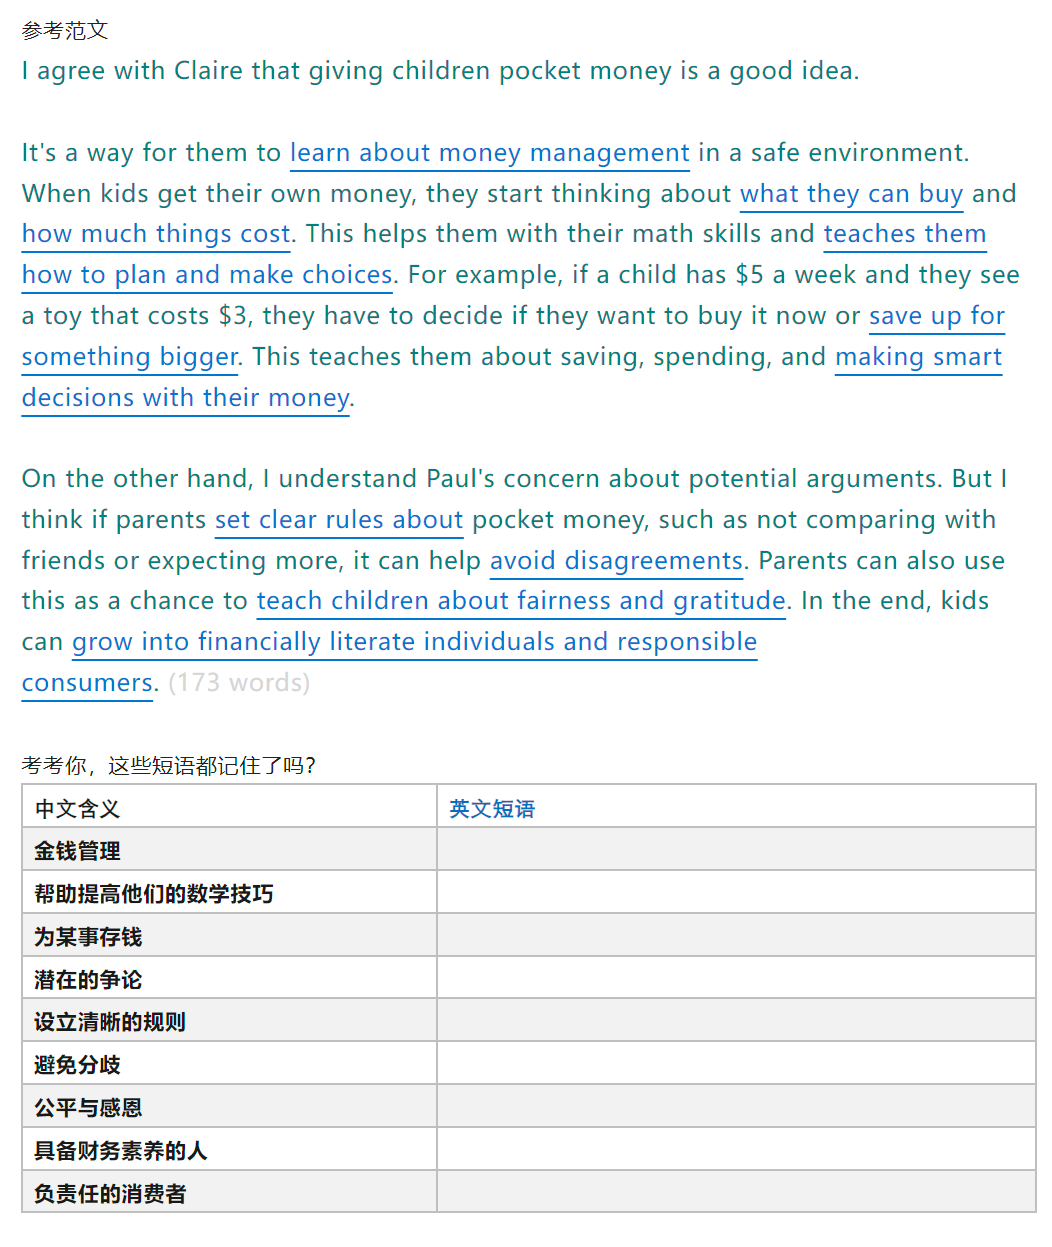 参考范文
I agree with Claire that giving children pocket money is a good idea.
It's a way for them to learn about money management in a safe environment.
When kids get their own money, they start thinking about what they can buy and
how much things cost. This helps them with their math skills and teaches them
how to plan and make choices. For example, if a child has $5 a week and they see
a toy that costs $3, they have to decide if they want to buy it now or save up for
something bigger. This teaches them about saving, spending, and making smart
decisions with their money.
On the other hand, I understand Paul's concern about potential arguments. But I
think if parents set clear rules about pocket money, such as not comparing with
friends or expecting more, it can help avoid disagreements. Parents can also use
this as a chance to teach children about fairness and gratitude. In the end, kids
can grow into financially literate individuals and responsible
consumers. (173 words)
考考你，这些短语都记住了吗？
中文含义 英文短语
金钱管理
帮助提高他们的数学技巧
为某事存钱
潜在的争论
设立清晰的规则
避免分歧
公平与感恩
具备财务素养的人
负责任的消费者